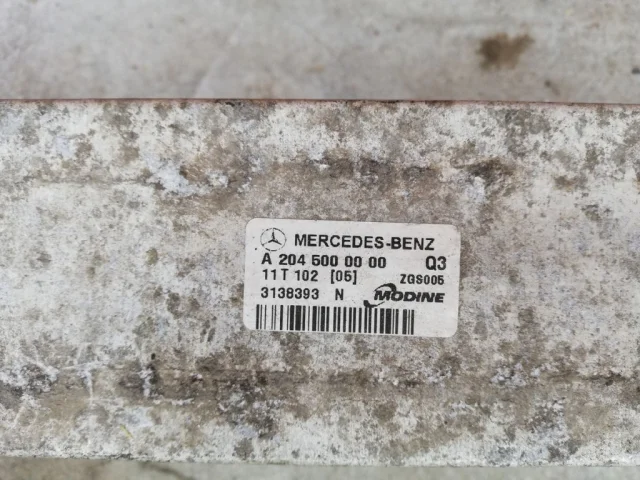 MERCEDES-BENZ
A 204 500 00 00 Q3
11 T 102 [05] ZGS005
3138393 N MODINE